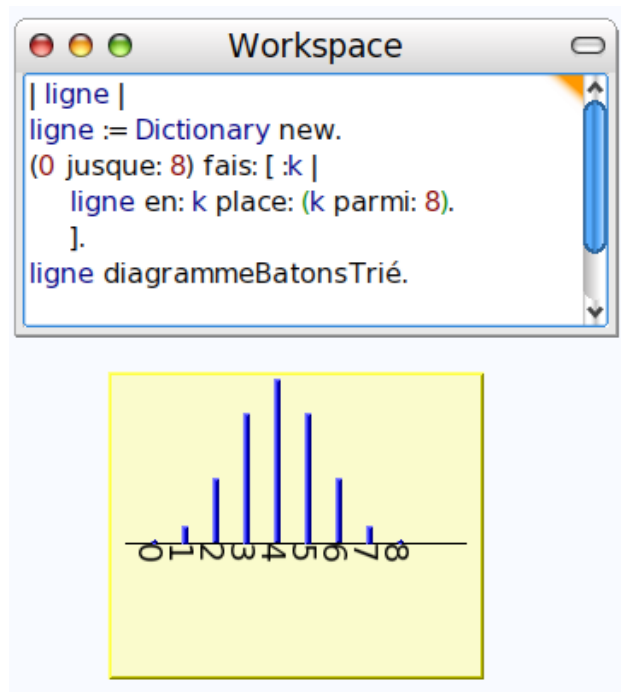 Workspace
| ligne |
ligne := Dictionary new.
(0 jusque: 8) fais: [ :k |
ligne en: k place: (k parmi: 8).
].
ligne diagrammeBatonsTrié.
0 1 2 3 4 5 6 7 8